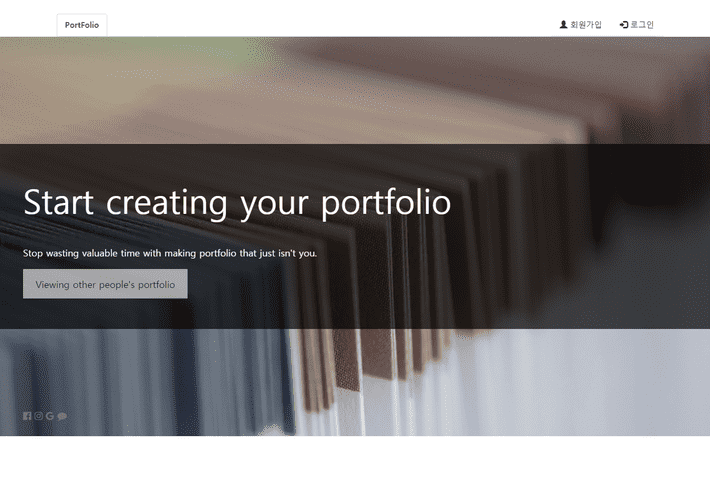 PortFolio
회원가입
로그인
Start creating your portfolio
Stop wasting valuable time with making portfolio that just isn't you.
Viewing other people's portfolio